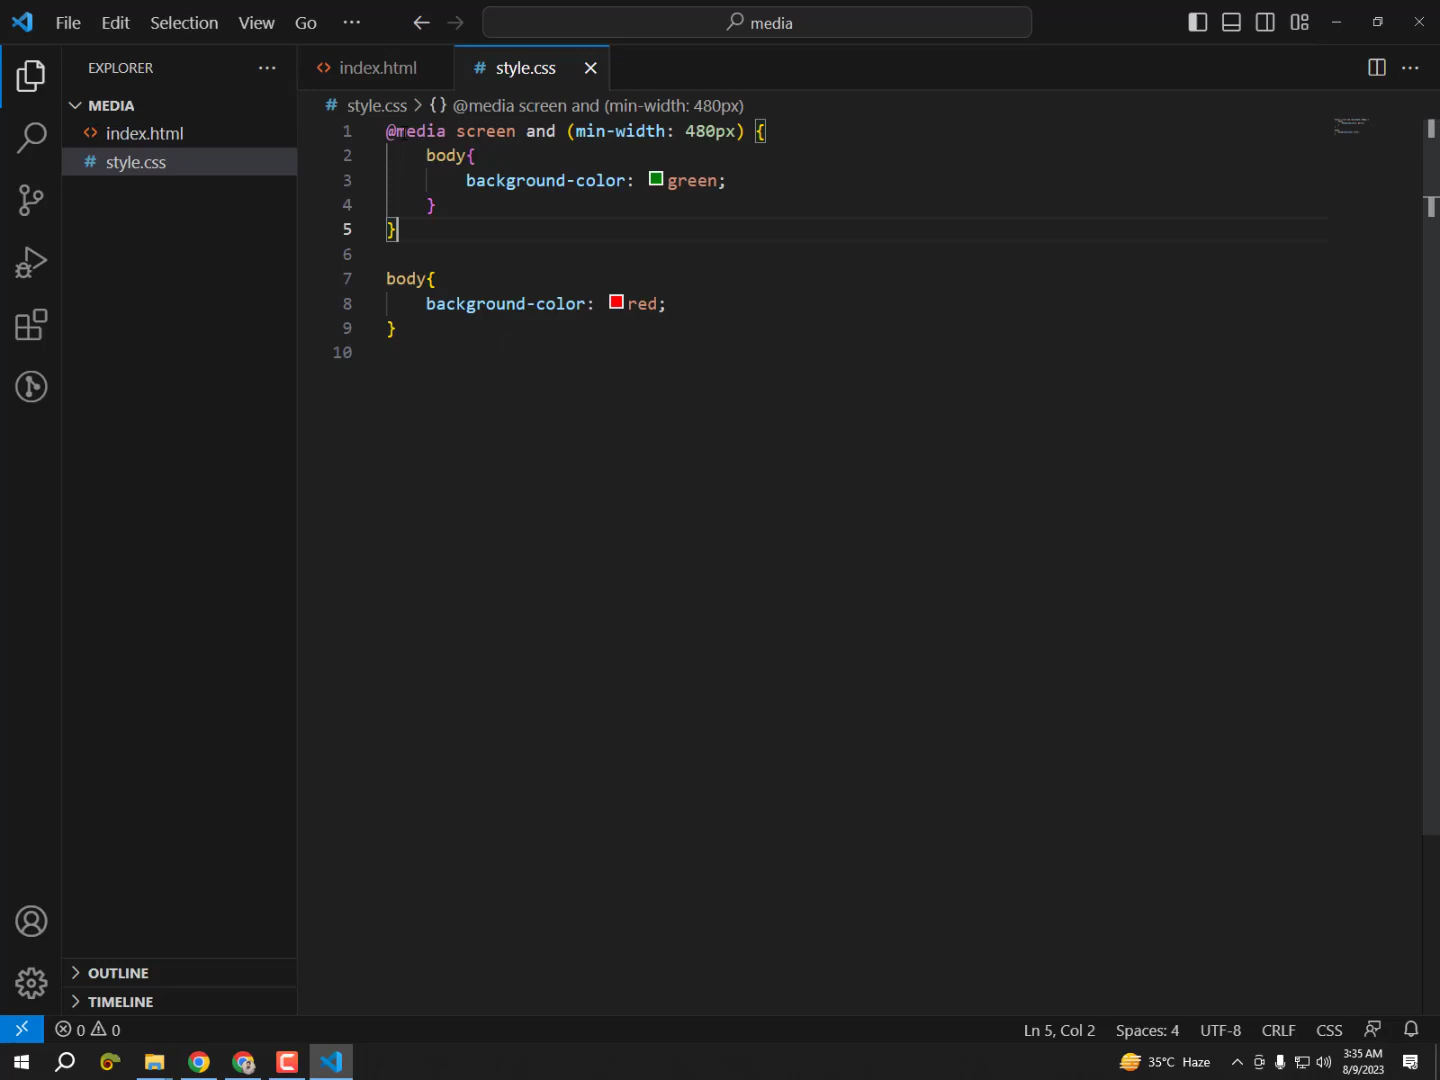 File Edit Selection View Go ··· media
EXPLORER ···
MEDIA
index.html
style.css
OUTLINE
TIMELINE
index.html
# style.css
# style.css > {} @media screen and (min-width: 480px)
1 @media screen and (min-width: 480px) {
2 body{
3 background-color: green;
4 }
5 }
6
7 body{
8 background-color: red;
9 }
10
0 0
Ln 5, Col 2 Spaces: 4 UTF-8 CRLF CSS
35°C Haze
3:35 AM
8/9/2023